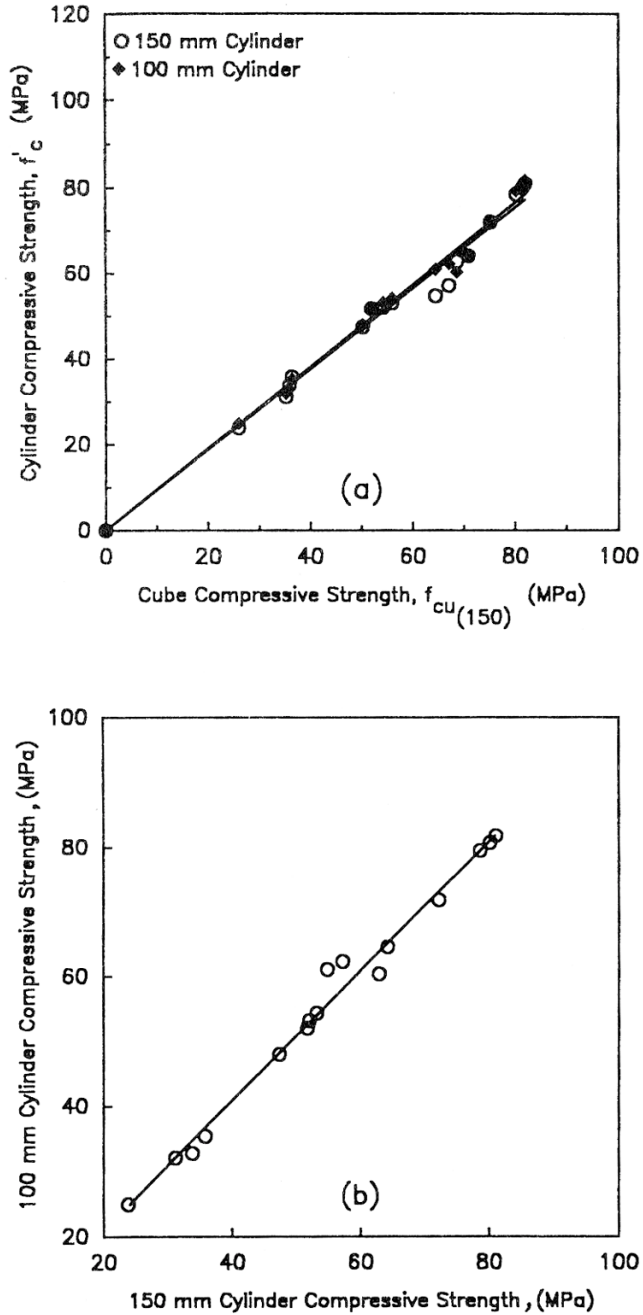 120
○ 150 mm Cylinder
◆ 100 mm Cylinder
100
80
60
40
20
0
Cylinder Compressive Strength, f'c (MPa)
(a)
0 20 40 60 80 100
Cube Compressive Strength, fcu(150) (MPa)
100
80
60
40
20
100 mm Cylinder Compressive Strength, (MPa)
(b)
20 40 60 80 100
150 mm Cylinder Compressive Strength, (MPa)